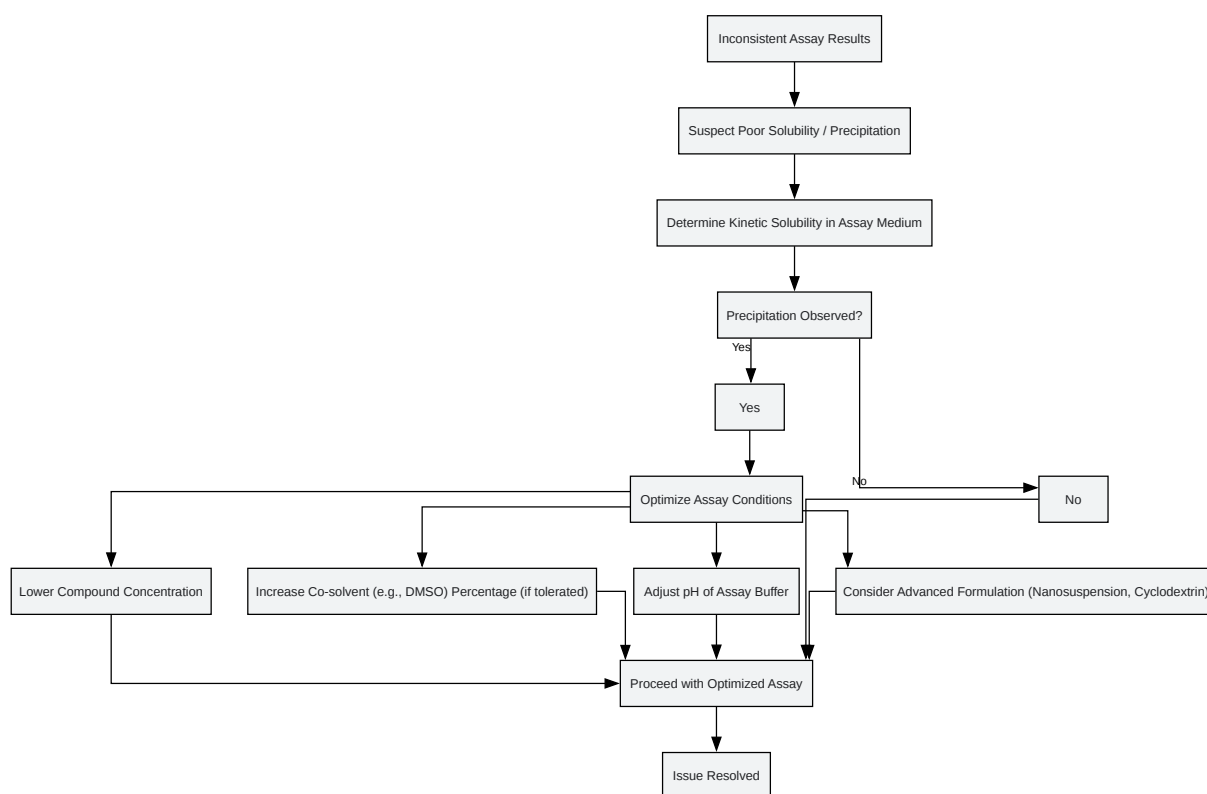 Inconsistent Assay Results
Suspect Poor Solubility / Precipitation
Determine Kinetic Solubility in Assay Medium
Precipitation Observed?
Yes
Yes
No
Optimize Assay Conditions
No
Lower Compound Concentration
Increase Co-solvent (e.g., DMSO) Percentage (if tolerated)
Adjust pH of Assay Buffer
Consider Advanced Formulation (Nanosuspension, Cyclodextrin)
Proceed with Optimized Assay
Issue Resolved